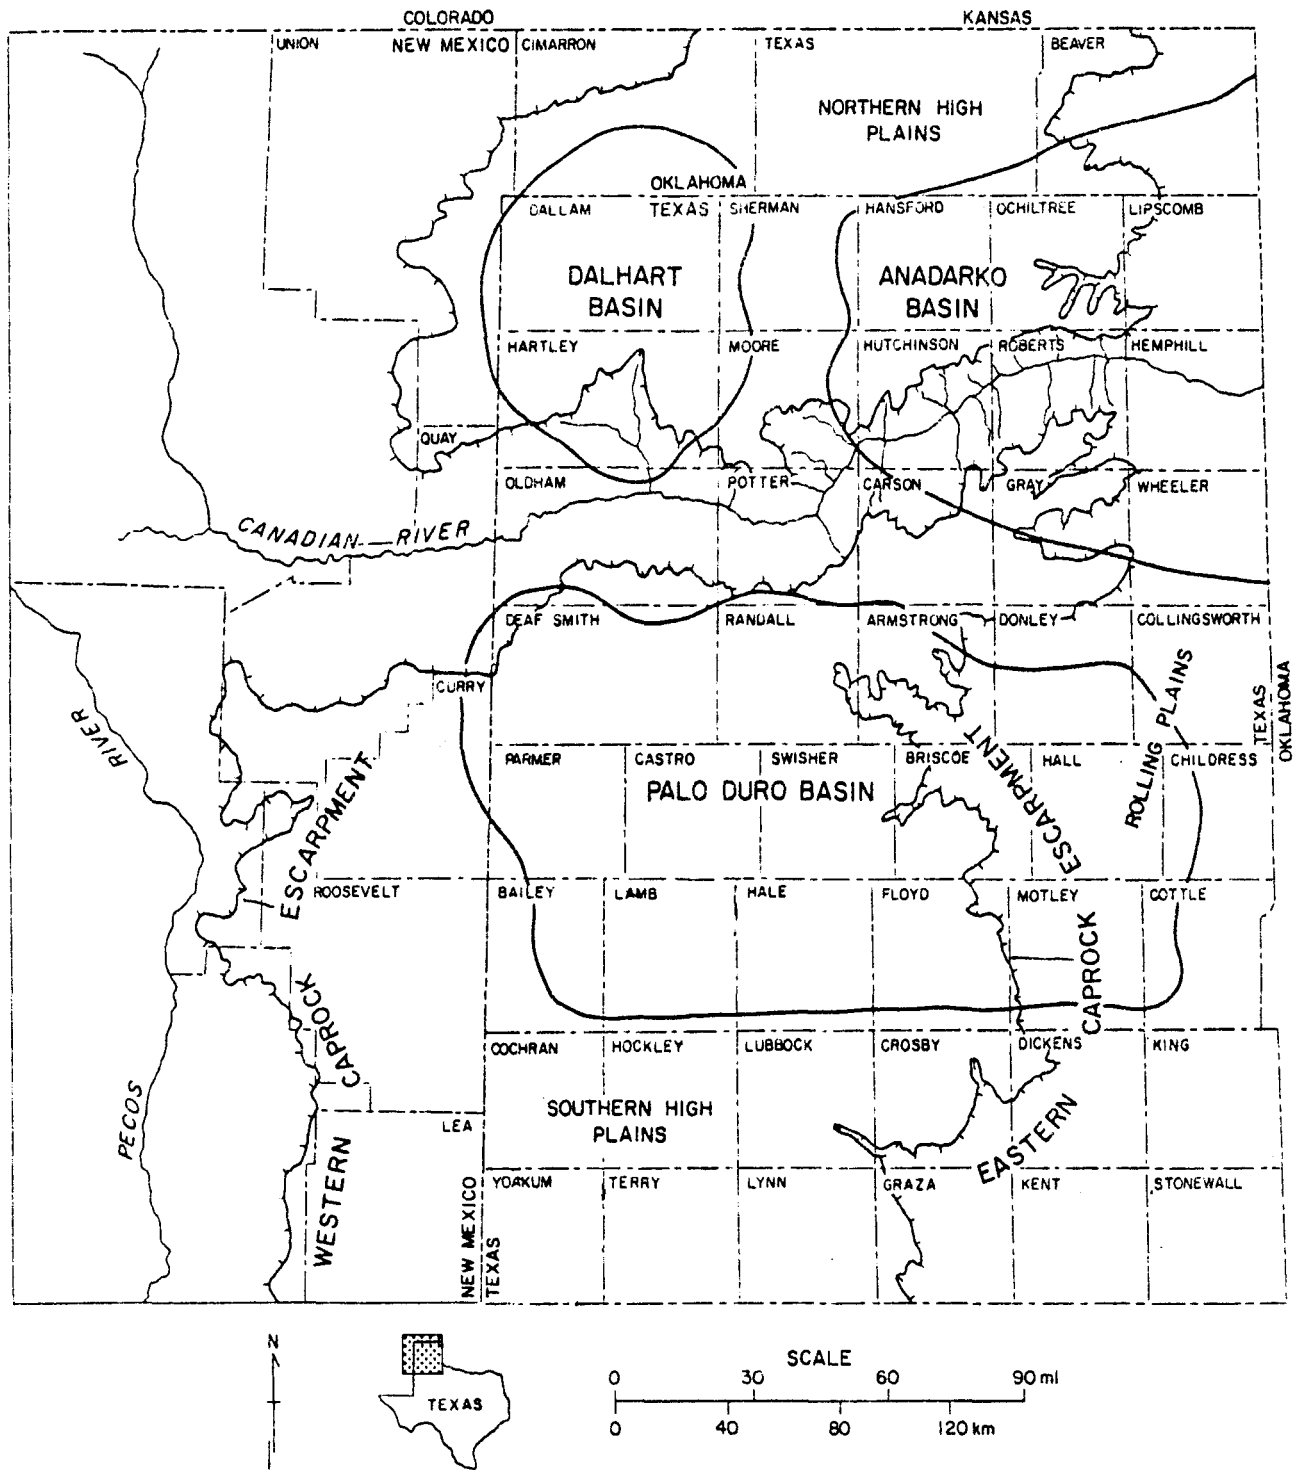 COLORADO
KANSAS
UNION
NEW MEXICO
CIMARRON
TEXAS
BEAVER
NORTHERN HIGH
PLAINS
OKLAHOMA
DALLAM
TEXAS
SHERMAN
HANSFORD
OCHILTREE
LIPSCOMB
DALHART
BASIN
ANADARKO
BASIN
HARTLEY
MOORE
HUTCHINSON
ROBERTS
HEMPHILL
QUAY
OLDHAM
POTTER
CARSON
GRAY
WHEELER
CANADIAN RIVER
DEAF SMITH
RANDALL
ARMSTRONG
DONLEY
COLLINGSWORTH
CURRY
RIVER
ROLLING PLAINS
TEXAS
OKLAHOMA
PARMER
CASTRO
SWISHER
BRISCOE
HALL
CHILDRESS
PALO DURO BASIN
ESCARPMENT
ESCARPMENT
ROOSEVELT
BAILEY
LAMB
HALE
FLOYD
MOTLEY
COTTLE
CAPROCK
CAPROCK
COCHRAN
HOCKLEY
LUBBOCK
CROSBY
DICKENS
KING
PECOS
LEA
SOUTHERN HIGH
PLAINS
EASTERN
WESTERN
NEW MEXICO
TEXAS
YOAKUM
TERRY
LYNN
GRAZA
KENT
STONEWALL
N
TEXAS
SCALE
0 30 60 90 mi
0 40 80 120 km